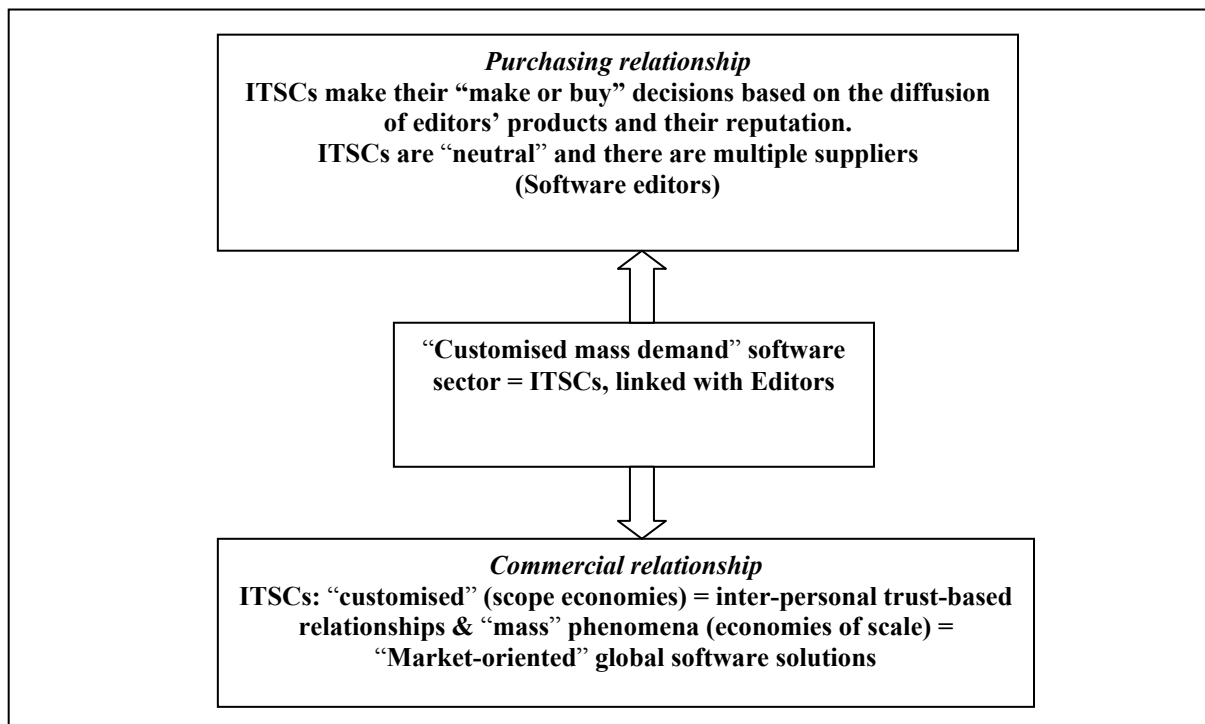 Purchasing relationship
ITSCs make their “make or buy” decisions based on the diffusion
of editors’ products and their reputation.
ITSCs are “neutral” and there are multiple suppliers
(Software editors)
“Customised mass demand” software
sector = ITSCs, linked with Editors
Commercial relationship
ITSCs: “customised” (scope economies) = inter-personal trust-based
relationships & “mass” phenomena (economies of scale) =
“Market-oriented” global software solutions